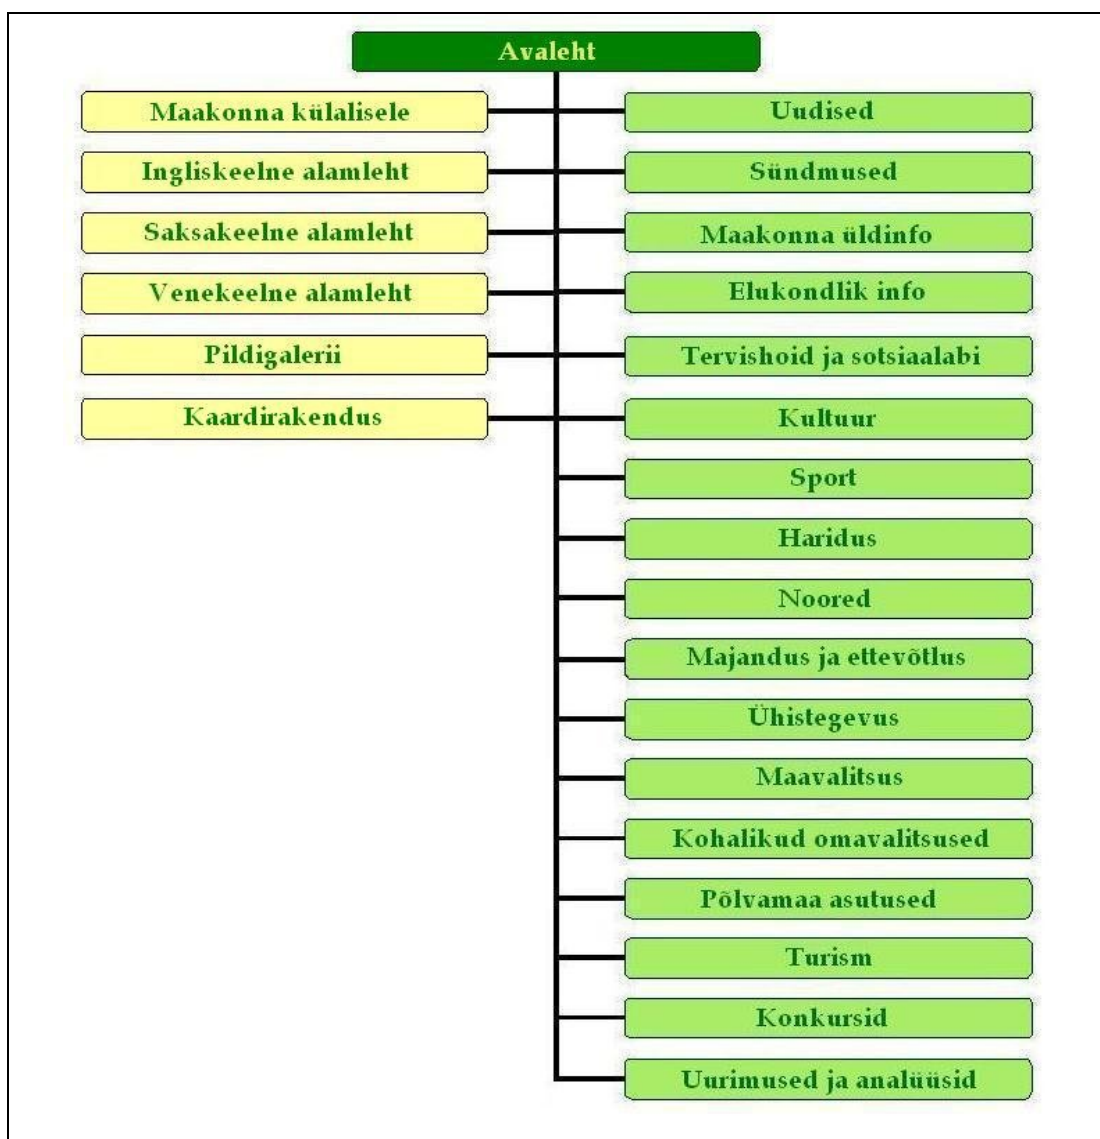 Avaleht
Maakonna külalisele
Ingliskeelne alamleht
Saksakeelne alamleht
Venekeelne alamleht
Pildigalerii
Kaardirakendus
Uudised
Sündmused
Maakonna üldinfo
Elukondlik info
Tervishoid ja sotsiaalabi
Kultuur
Sport
Haridus
Noored
Majandus ja ettevõtlus
Ühistegevus
Maavalitsus
Kohalikud omavalitsused
Põlvamaa asutused
Turism
Konkursid
Uurimused ja analüüsid